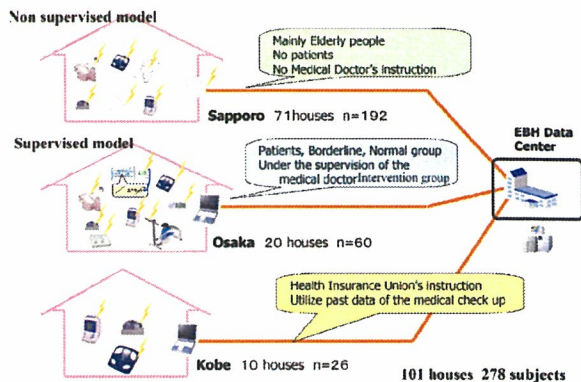 Non supervised model
Mainly Elderly people
No patients
No Medical Doctor's instruction
Sapporo 71houses n=192
Supervised model
Patients, Borderline, Normal group
Under the supervision of the
medical doctorIntervention group
EBH Data
Center
Osaka 20 houses n=60
Health Insurance Union's instruction
Utilize past data of the medical check up
Kobe 10 houses n=26
101 houses 278 subjects